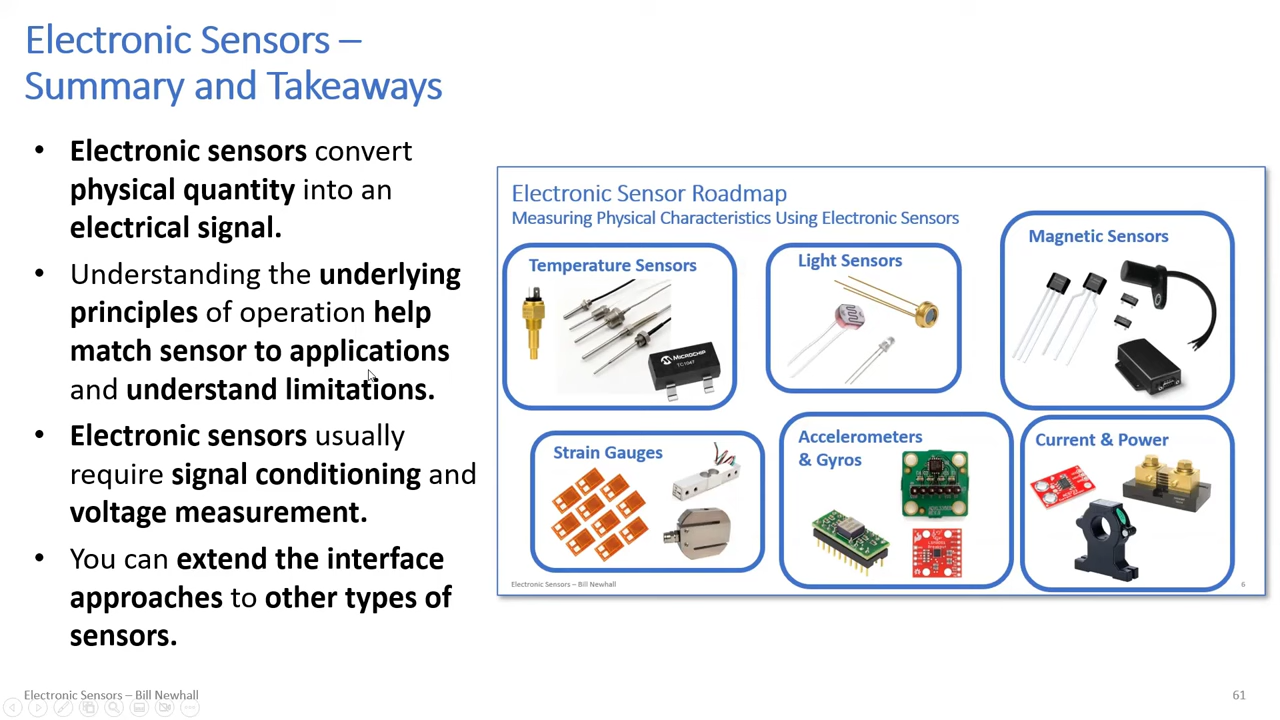 Electronic Sensors –
Summary and Takeaways
• Electronic sensors convert
physical quantity into an
electrical signal.
• Understanding the underlying
principles of operation help
match sensor to applications
and understand limitations.
• Electronic sensors usually
require signal conditioning and
voltage measurement.
• You can extend the interface
approaches to other types of
sensors.
Electronic Sensor Roadmap
Measuring Physical Characteristics Using Electronic Sensors
Temperature Sensors
MICROCHIP
TC1047
Light Sensors
Magnetic Sensors
Strain Gauges
Accelerometers
& Gyros
Current & Power
Electronic Sensors – Bill Newhall
6
Electronic Sensors – Bill Newhall
61